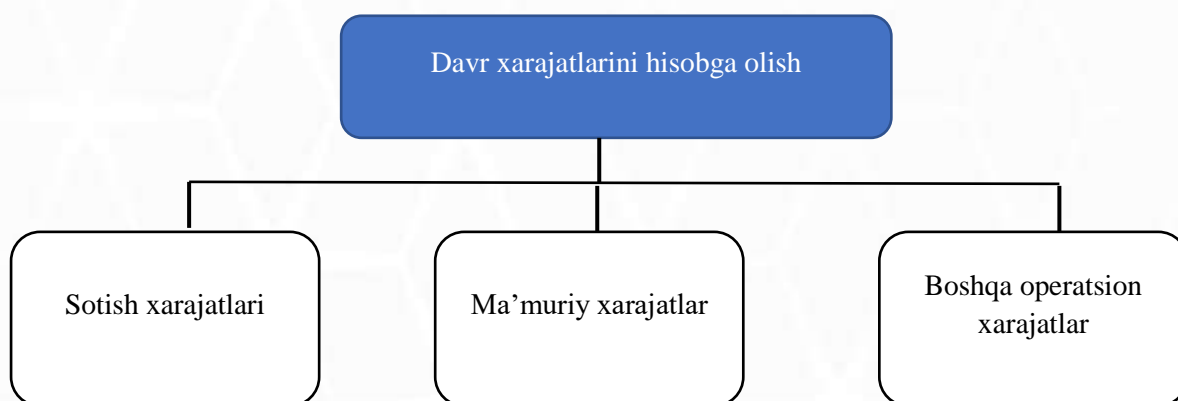 Davr xarajatlarini hisobga olish
Sotish xarajatlari
Ma’muriy xarajatlar
Boshqa operatsion
xarajatlar